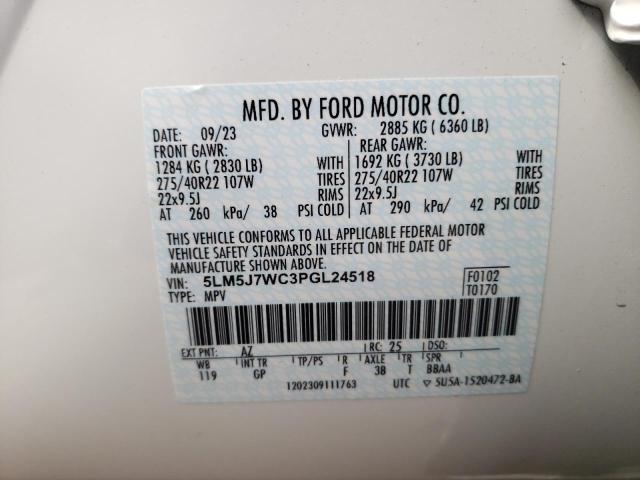 MFD. BY FORD MOTOR CO.
DATE: 09/23 GVWR: 2885 KG ( 6360 LB)
FRONT GAWR: REAR GAWR:
1284 KG ( 2830 LB) WITH 1692 KG ( 3730 LB) WITH
275/40R22 107W TIRES 275/40R22 107W TIRES
22x9.5J RIMS 22x9.5J RIMS
AT 260 kPa/ 38 PSI COLD AT 290 kPa/ 42 PSI COLD
THIS VEHICLE CONFORMS TO ALL APPLICABLE FEDERAL MOTOR
VEHICLE SAFETY STANDARDS IN EFFECT ON THE DATE OF
MANUFACTURE SHOWN ABOVE.
VIN: 5LM5J7WC3PGL24518 F0102
TYPE: MPV T0170
EXT PNT: AZ RC: 25 DSO:
WB INT TR TP/PS R AXLE TR SPR
119 GP F 38 T BBAA
1202309111763 UTC ▽ 5U5A-1520472-BA